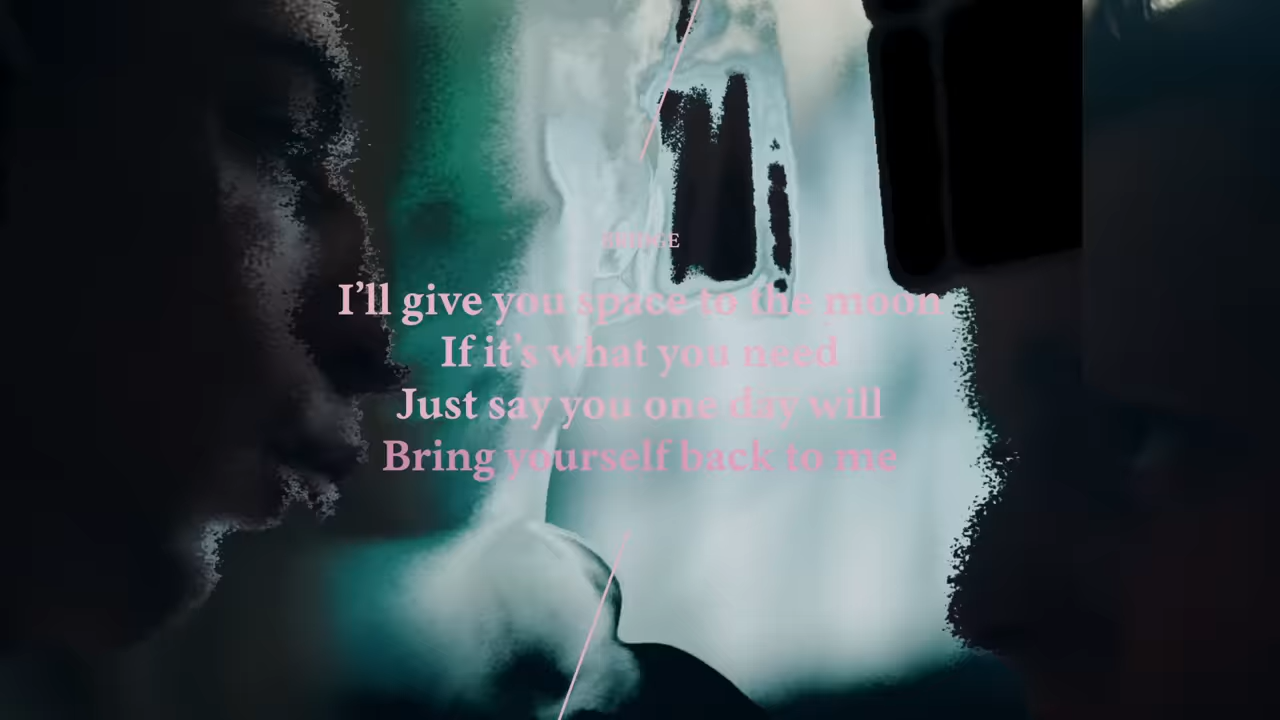 BRIDGE
I’ll give you space to the moon
If it’s what you need
Just say you one day will
Bring yourself back to me